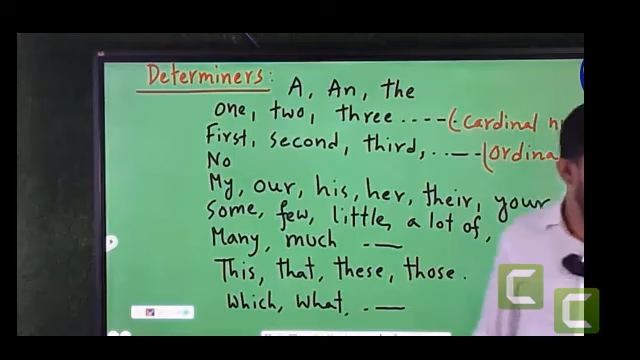 Determiners: A, An, the
one, two, three ....-- (cardinal
First, second, third, .-- (ordina
No
My, our, his, her, their, your
Some, few, little, a lot of,
Many, much .--
This, that, these, those.
Which, what, .--